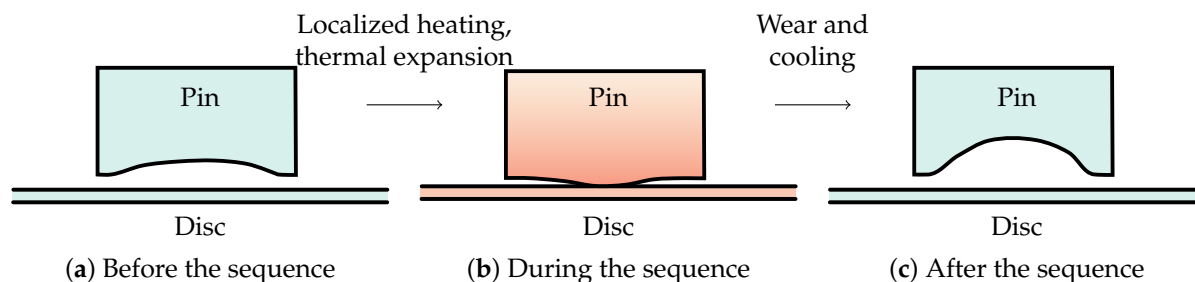 Localized heating,
thermal expansion
Wear and
cooling
Pin
Pin
Pin
Disc
Disc
Disc
(a) Before the sequence
(b) During the sequence
(c) After the sequence